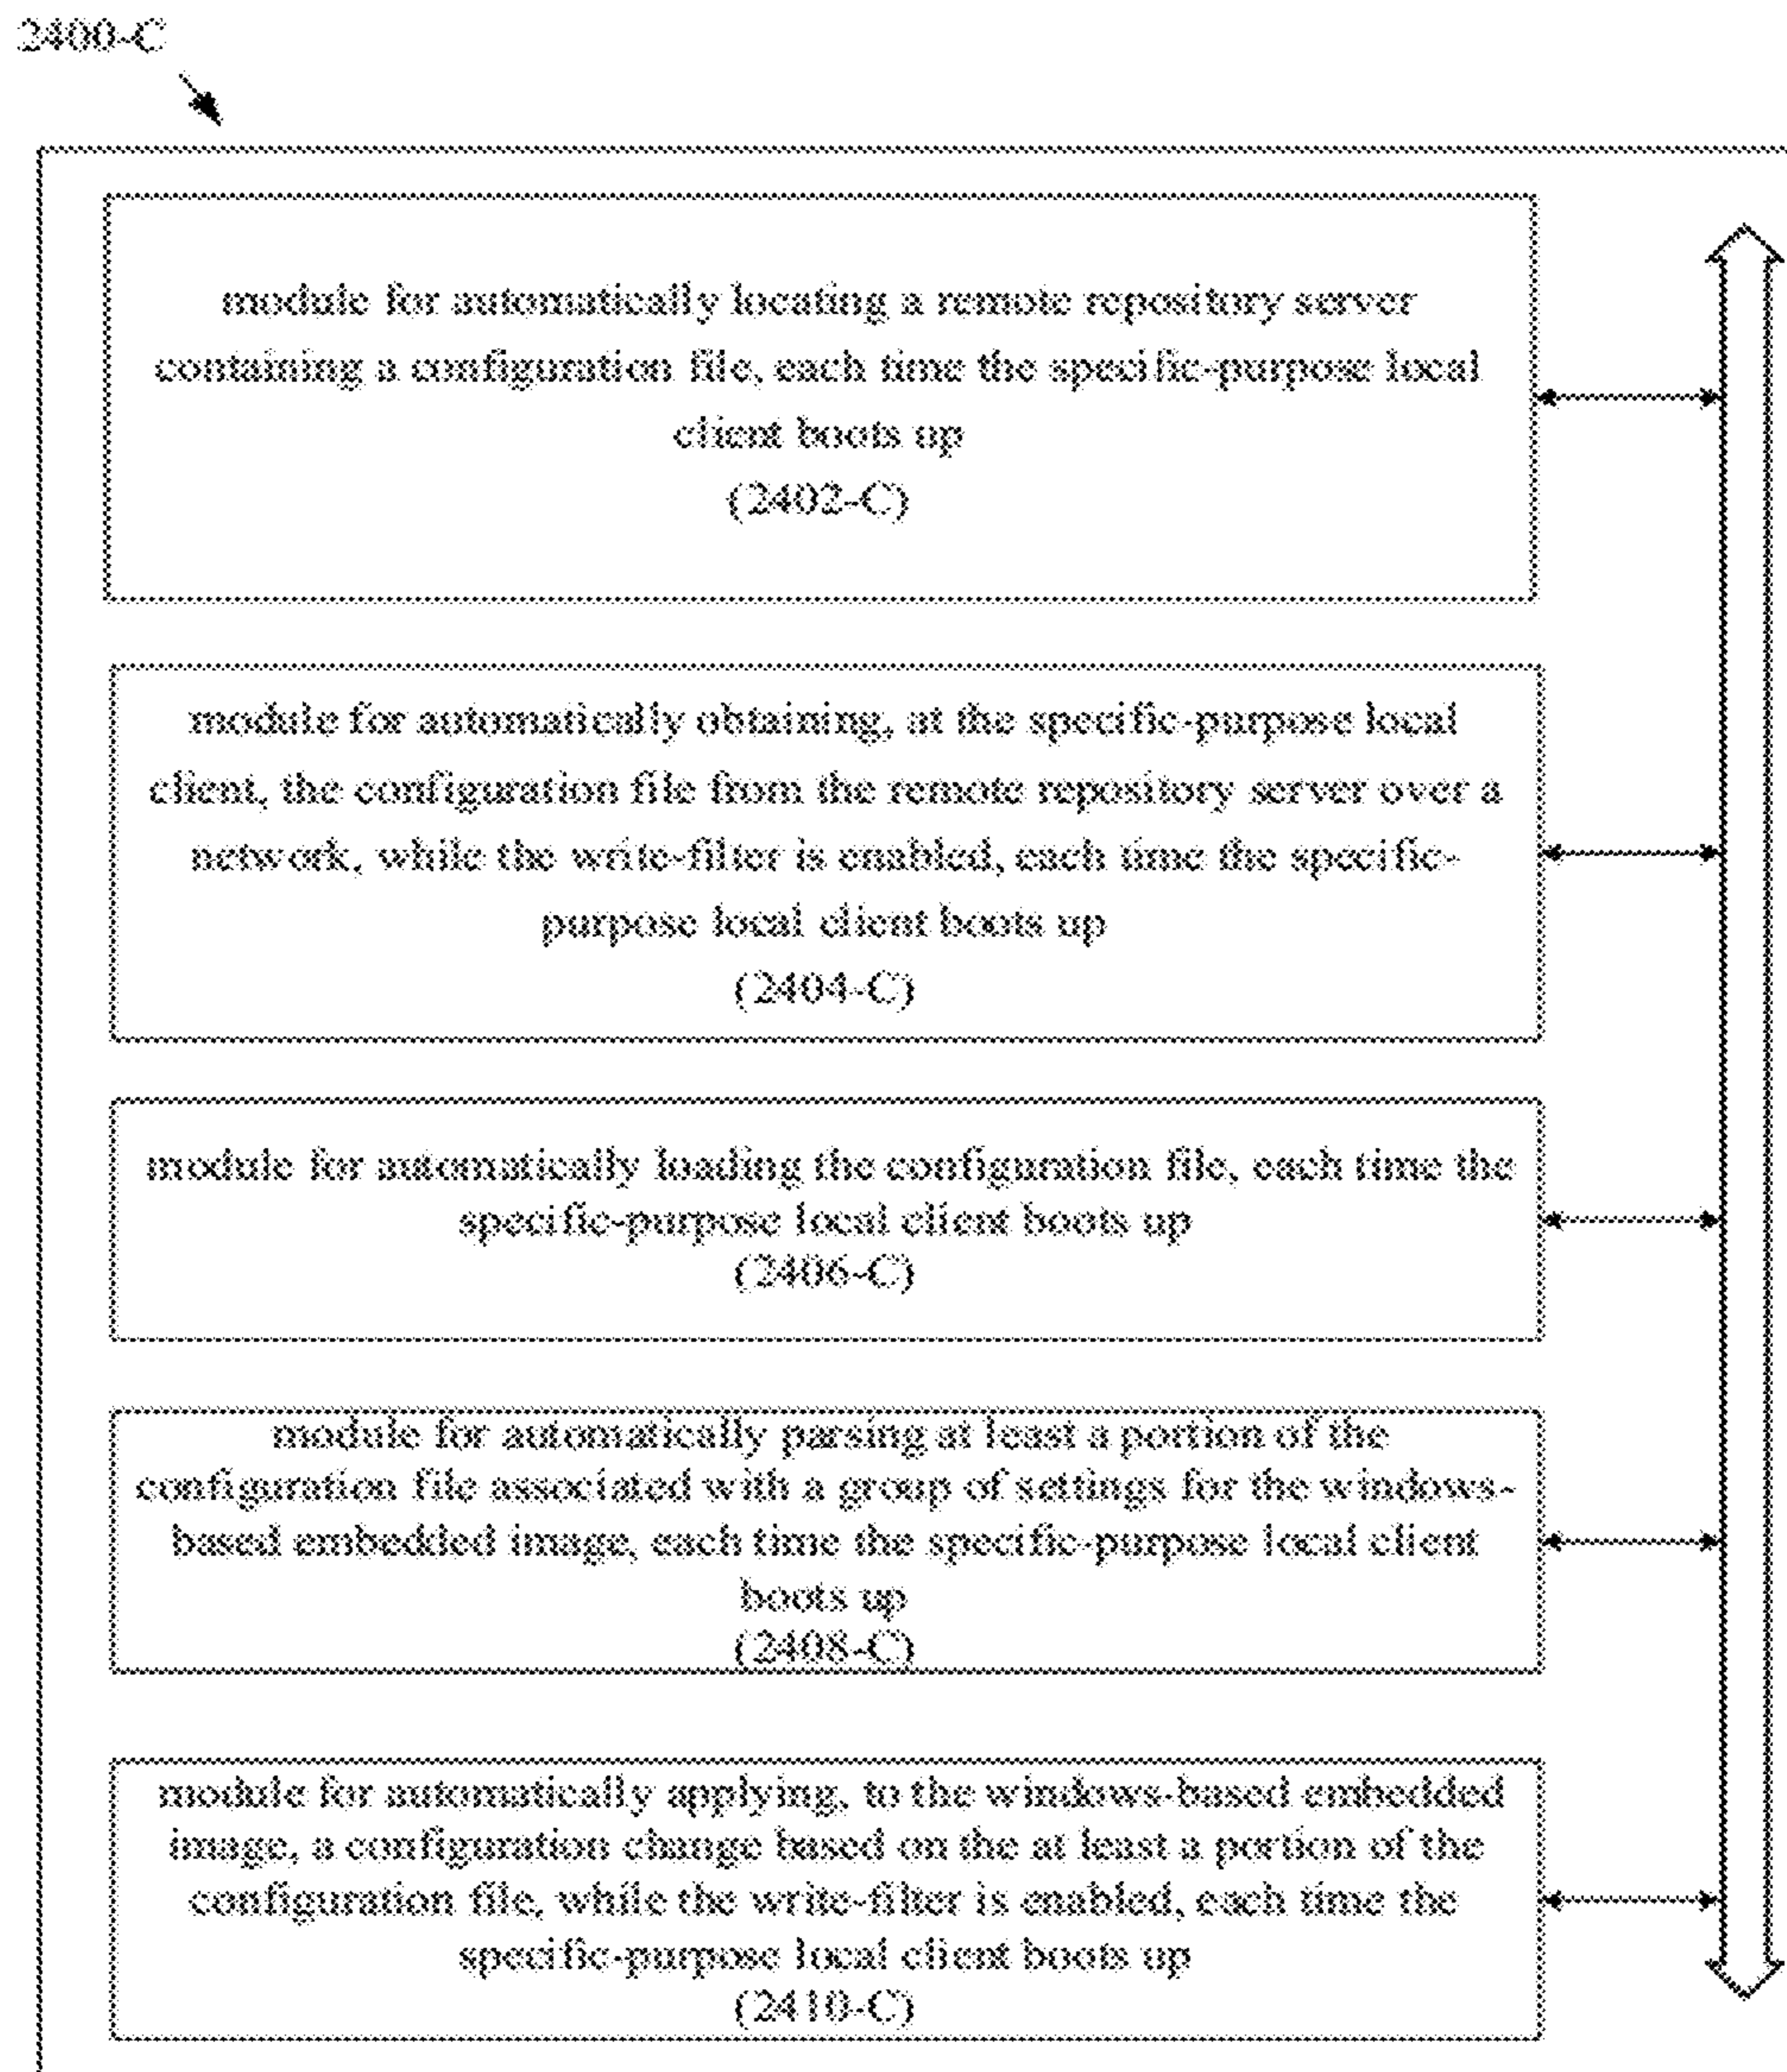 2400-C
module for automatically locating a remote repository server
containing a configuration file, each time the specific-purpose local
client boots up
(2402-C)
module for automatically obtaining, at the specific-purpose local
client, the configuration file from the remote repository server over a
network, while the write-filter is enabled, each time the specific-
purpose local client boots up
(2404-C)
module for automatically loading the configuration file, each time the
specific-purpose local client boots up
(2406-C)
module for automatically parsing at least a portion of the
configuration file associated with a group of settings for the windows-
based embedded image, each time the specific-purpose local client
boots up
(2408-C)
module for automatically applying, to the windows-based embedded
image, a configuration change based on the at least a portion of the
configuration file, while the write-filter is enabled, each time the
specific-purpose local client boots up
(2410-C)